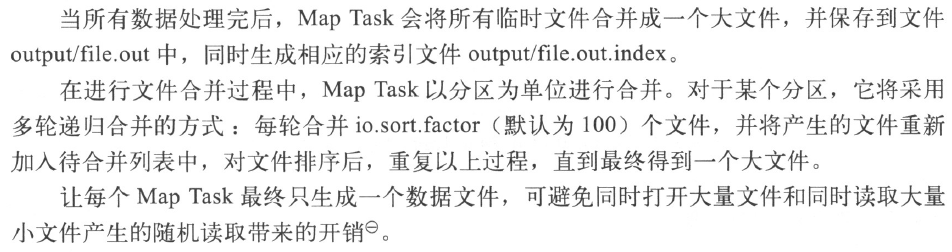 当所有数据处理完后，Map Task 会将所有临时文件合并成一个大文件，并保存到文件
output/file.out 中，同时生成相应的索引文件 output/file.out.index。
在进行文件合并过程中，Map Task 以分区为单位进行合并。对于某个分区，它将采用
多轮递归合并的方式：每轮合并 io.sort.factor（默认为 100）个文件，并将产生的文件重新
加入待合并列表中，对文件排序后，重复以上过程，直到最终得到一个大文件。
让每个 Map Task 最终只生成一个数据文件，可避免同时打开大量文件和同时读取大量
小文件产生的随机读取带来的开销㊀。